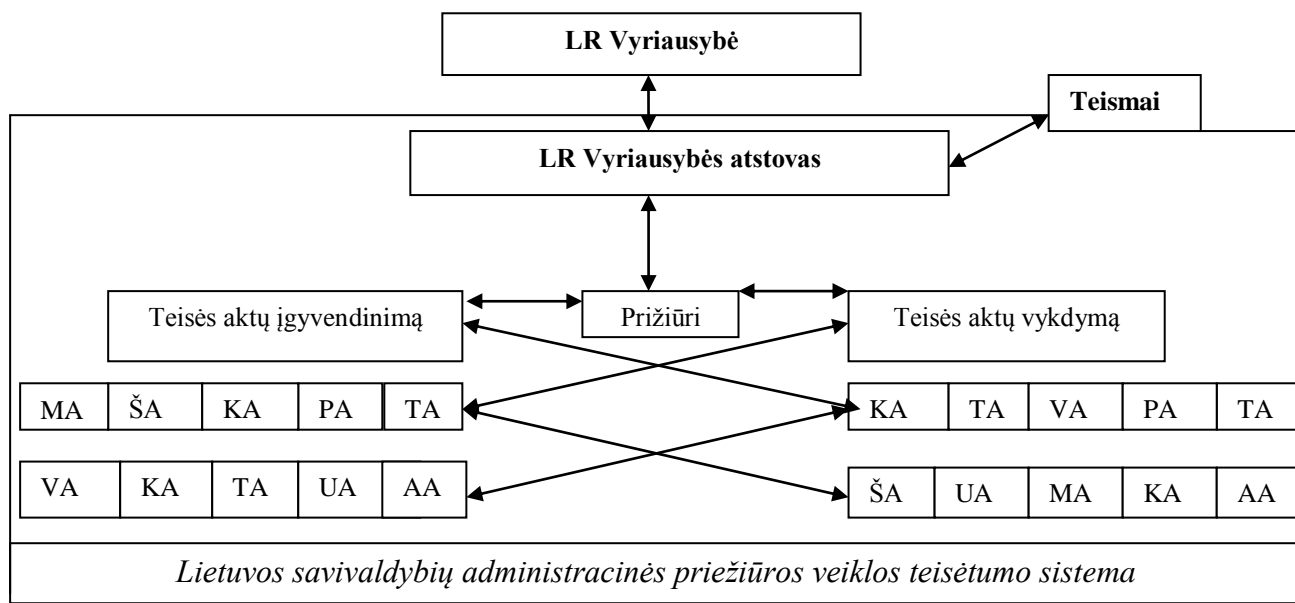 LR Vyriausybė
Teismai
LR Vyriausybės atstovas
Teisės aktų įgyvendinimą
Prižiūri
Teisės aktų vykdymą
MA ŠA KA PA TA
KA TA VA PA TA
VA KA TA UA AA
ŠA UA MA KA AA
Lietuvos savivaldybių administracinės priežiūros veiklos teisėtumo sistema